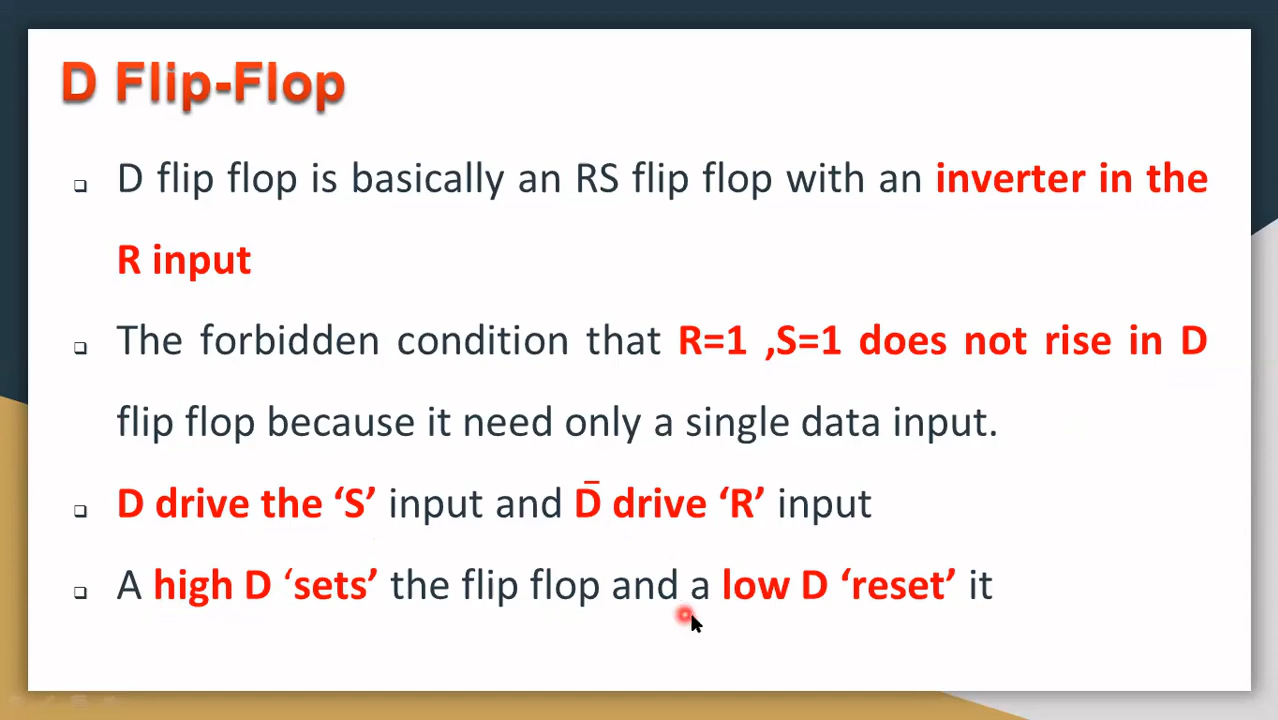 D Flip-Flop
❑ D flip flop is basically an RS flip flop with an inverter in the
R input
❑ The forbidden condition that R=1 ,S=1 does not rise in D
flip flop because it need only a single data input.
❑ D drive the ‘S’ input and D̅ drive ‘R’ input
❑ A high D ‘sets’ the flip flop and a low D ‘reset’ it